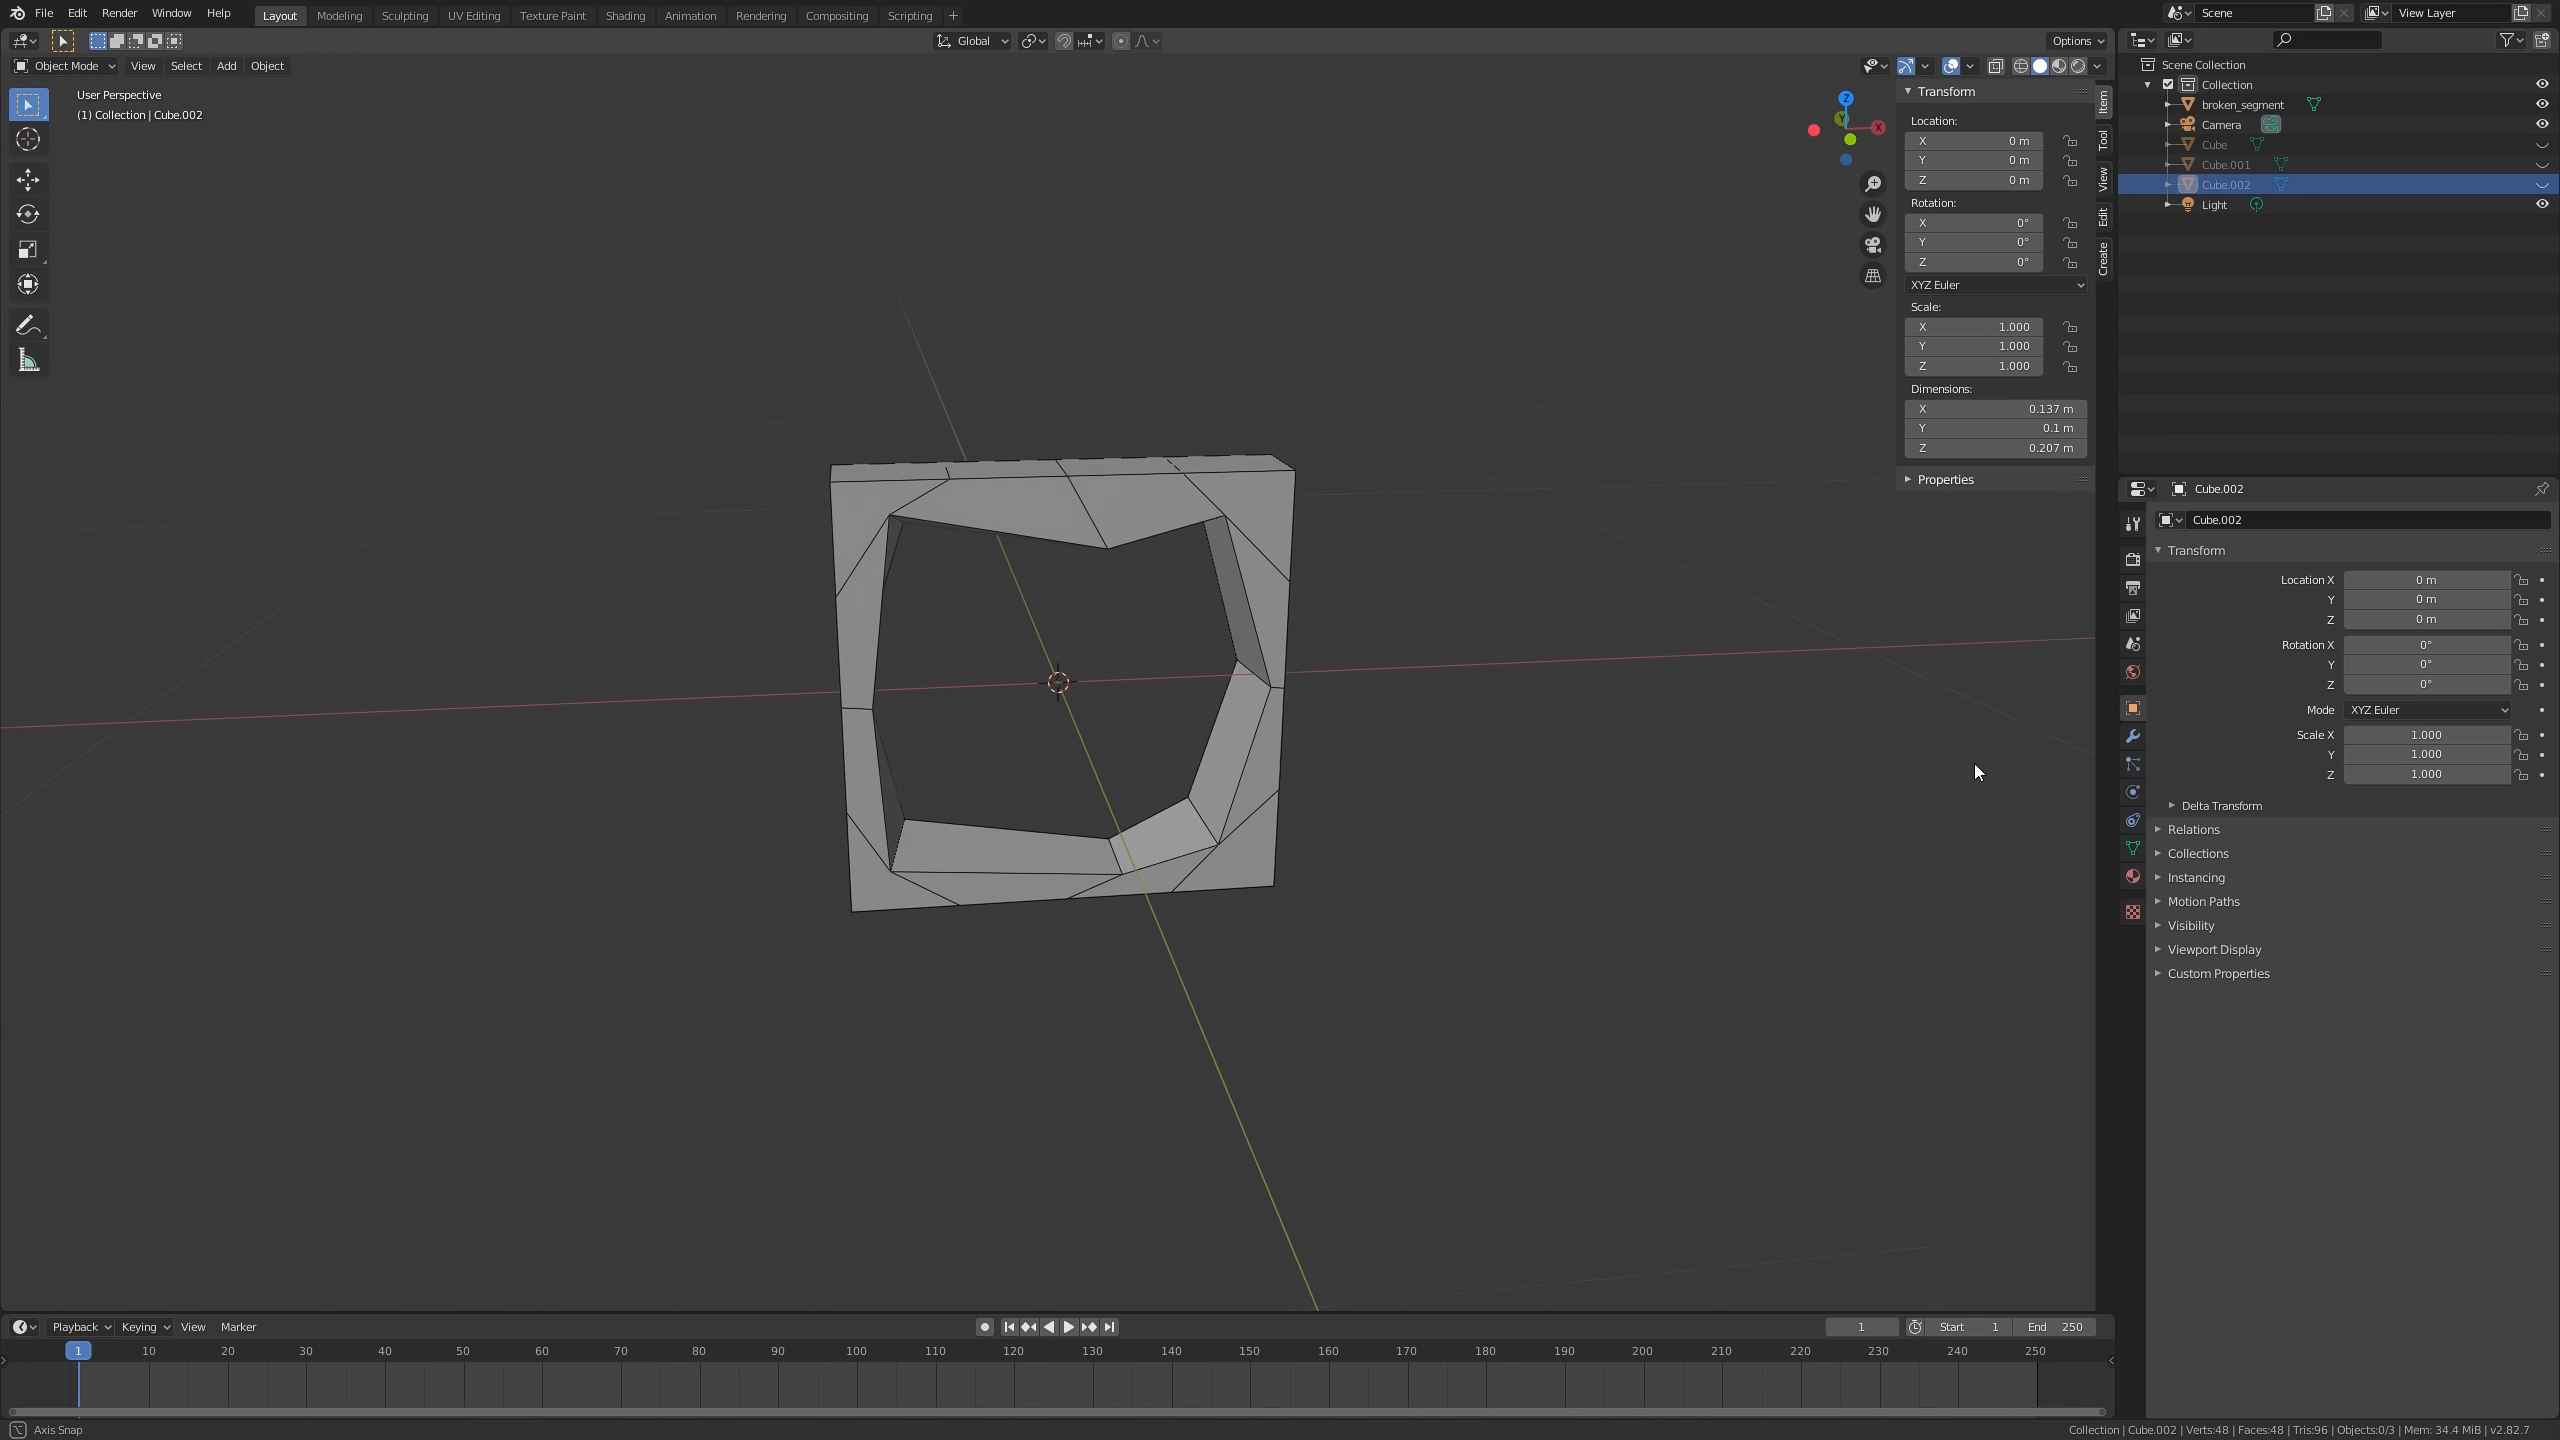 File Edit Render Window Help Layout Modeling Sculpting UV Editing Texture Paint Shading Animation Rendering Compositing Scripting + Scene View Layer
Global Options
Object Mode View Select Add Object
User Perspective
(1) Collection | Cube.002
Z
Y
X
Transform
Location:
X 0 m
Y 0 m
Z 0 m
Rotation:
X 0°
Y 0°
Z 0°
XYZ Euler
Scale:
X 1.000
Y 1.000
Z 1.000
Dimensions:
X 0.137 m
Y 0.1 m
Z 0.207 m
Properties
Item
Tool
View
Edit
Create
Scene Collection
Collection
broken_segment
Camera
Cube
Cube.001
Cube.002
Light
Cube.002
Cube.002
Transform
Location X 0 m
Y 0 m
Z 0 m
Rotation X 0°
Y 0°
Z 0°
Mode XYZ Euler
Scale X 1.000
Y 1.000
Z 1.000
Delta Transform
Relations
Collections
Instancing
Motion Paths
Visibility
Viewport Display
Custom Properties
Playback Keying View Marker 1 Start 1 End 250
1 10 20 30 40 50 60 70 80 90 100 110 120 130 140 150 160 170 180 190 200 210 220 230 240 250
Axis Snap
Collection | Cube.002 | Verts:48 | Faces:48 | Tris:96 | Objects:0/3 | Mem: 34.4 MiB | v2.82.7